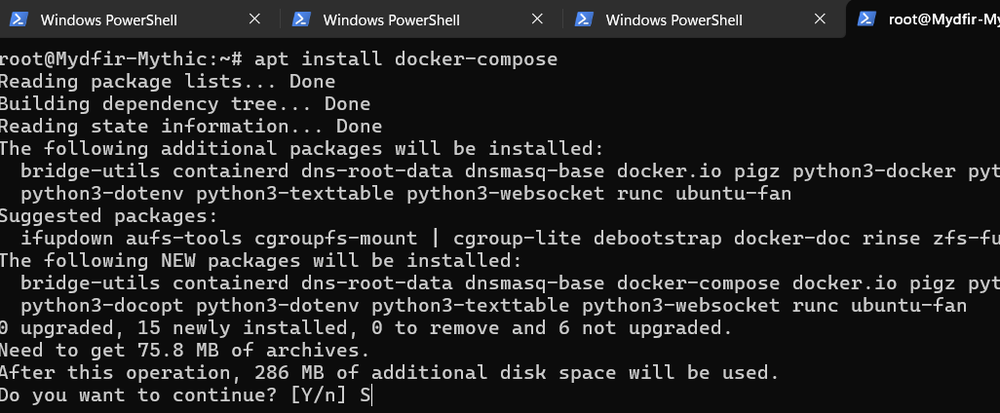 Windows PowerShell
Windows PowerShell
Windows PowerShell
root@Mydfir-My
root@Mydfir-Mythic:~# apt install docker-compose
Reading package lists... Done
Building dependency tree... Done
Reading state information... Done
The following additional packages will be installed:
  bridge-utils containerd dns-root-data dnsmasq-base docker.io pigz python3-docker pyt
  python3-dotenv python3-texttable python3-websocket runc ubuntu-fan
Suggested packages:
  ifupdown aufs-tools cgroupfs-mount | cgroup-lite debootstrap docker-doc rinse zfs-fu
The following NEW packages will be installed:
  bridge-utils containerd dns-root-data dnsmasq-base docker-compose docker.io pigz pyt
  python3-docopt python3-dotenv python3-texttable python3-websocket runc ubuntu-fan
0 upgraded, 15 newly installed, 0 to remove and 6 not upgraded.
Need to get 75.8 MB of archives.
After this operation, 286 MB of additional disk space will be used.
Do you want to continue? [Y/n] S